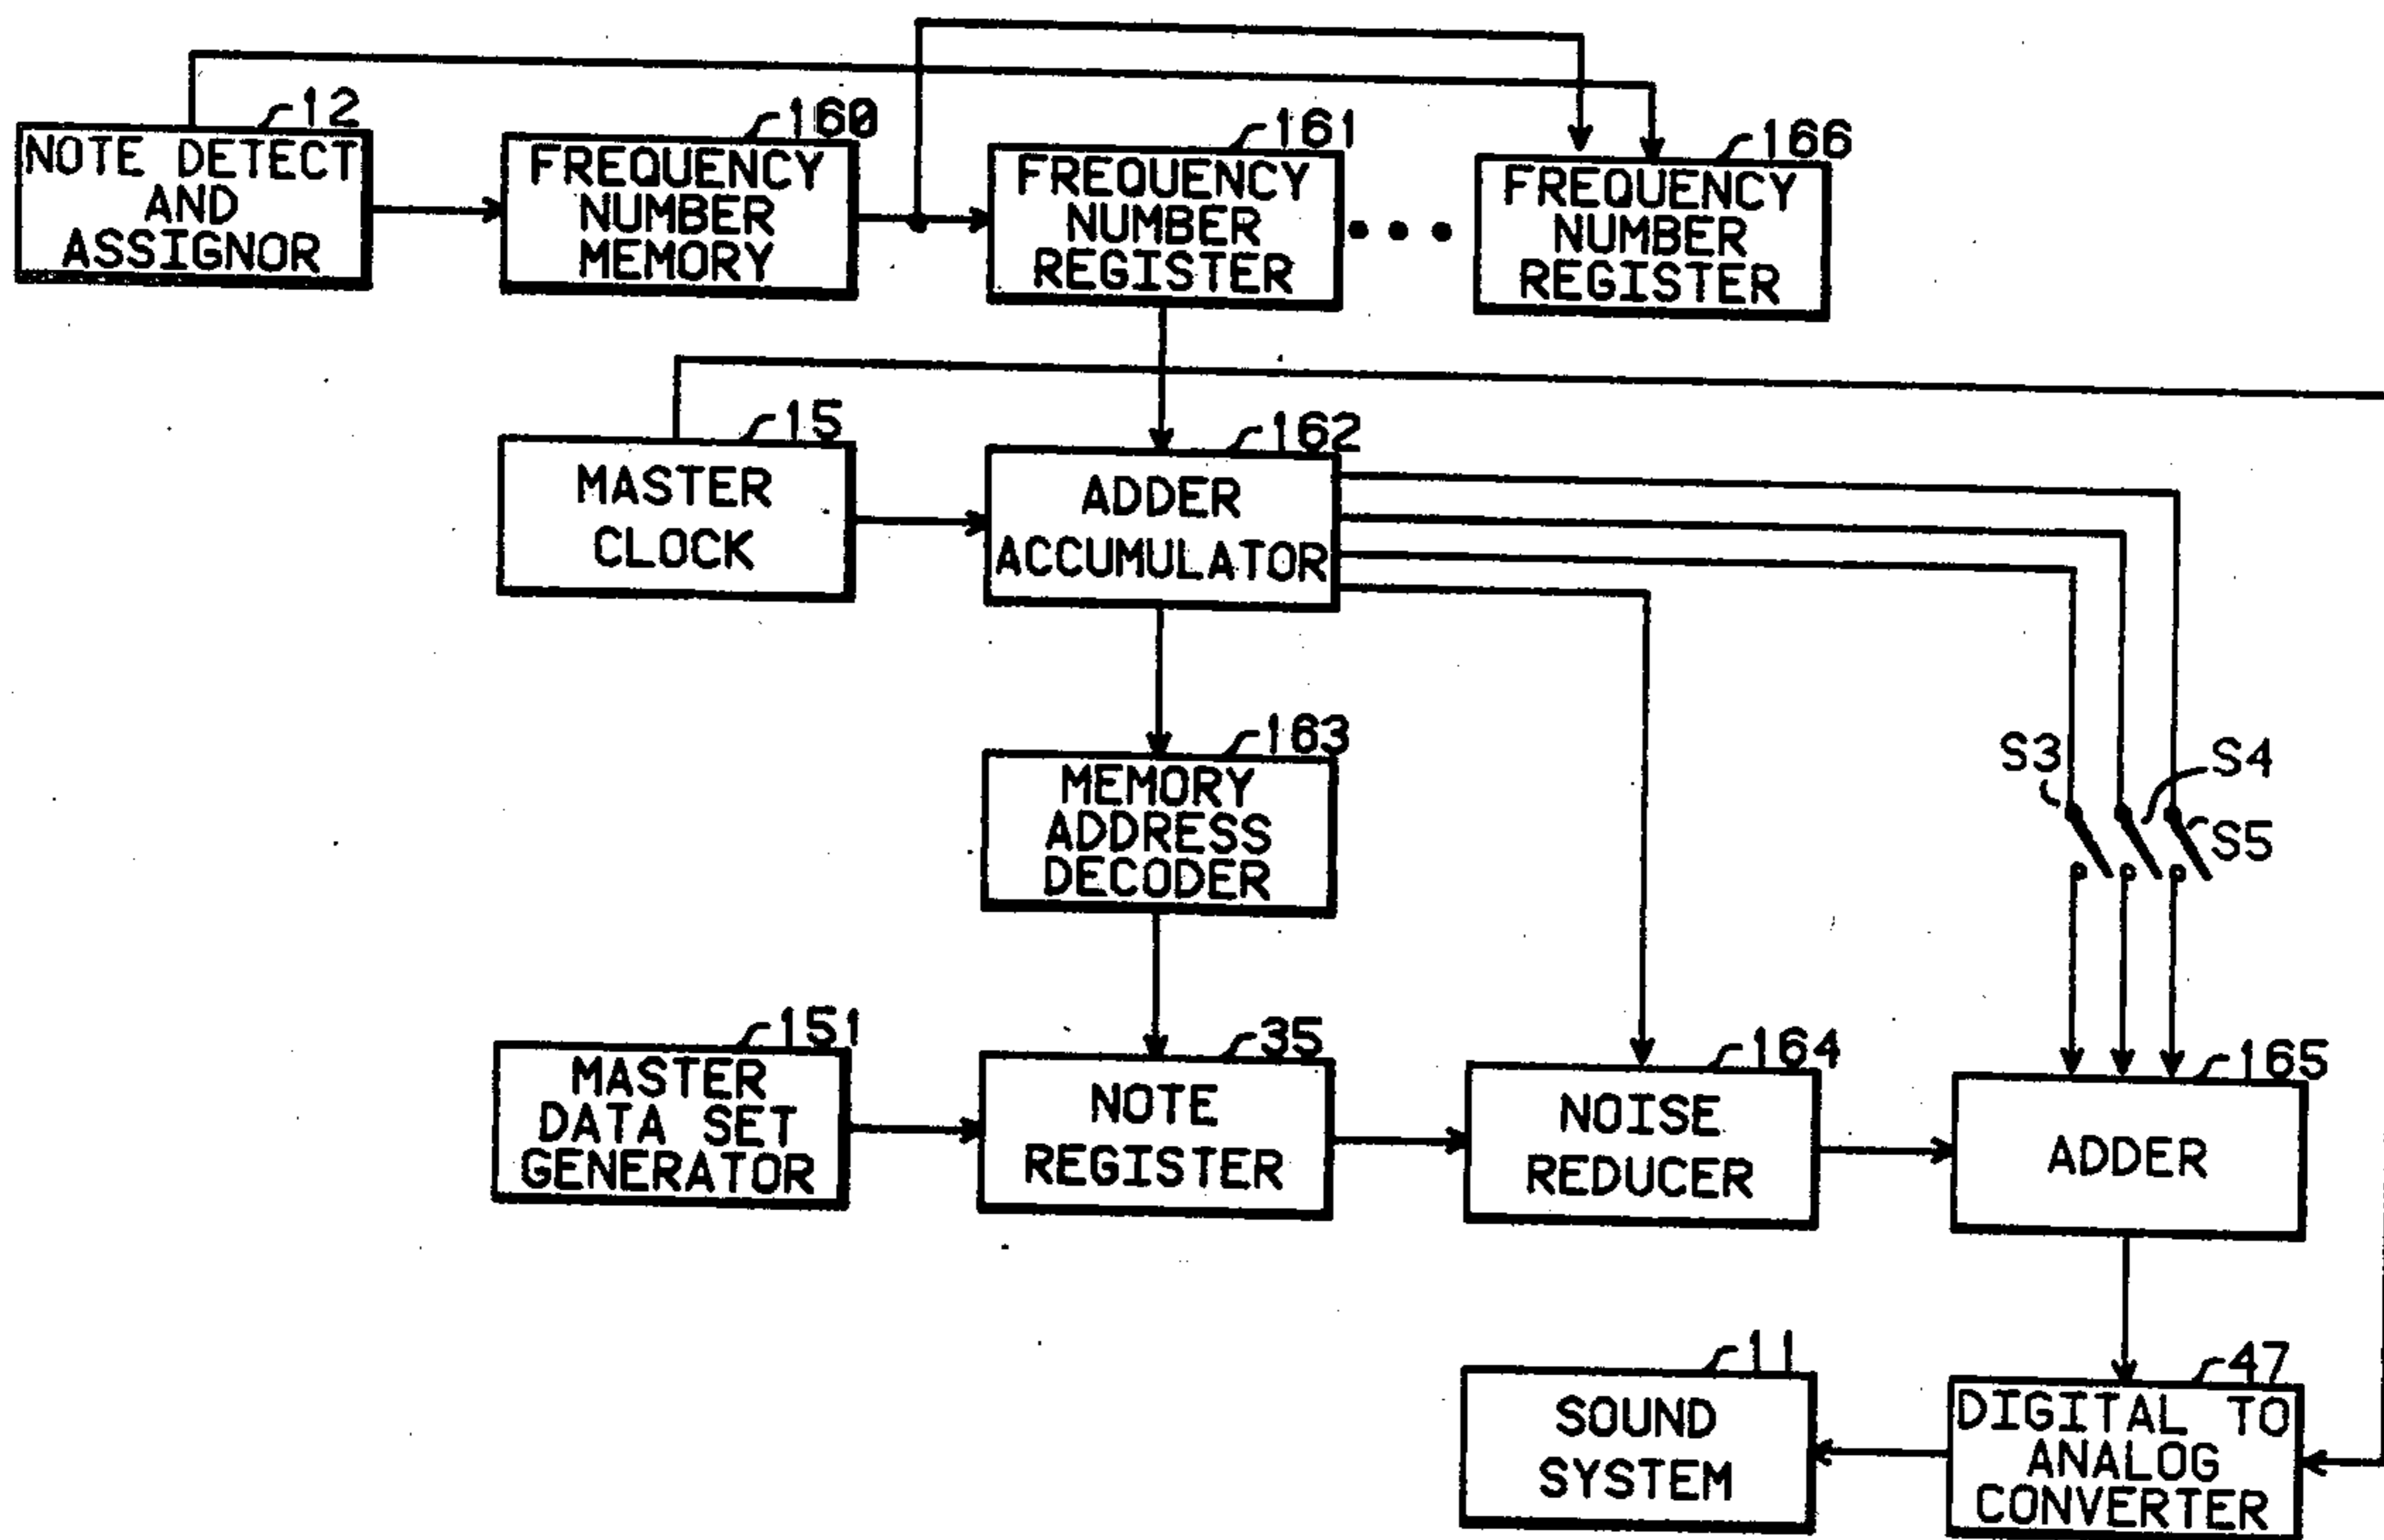 12
NOTE DETECT
AND
ASSIGNOR
160
FREQUENCY
NUMBER
MEMORY
161
FREQUENCY
NUMBER
REGISTER
166
FREQUENCY
NUMBER
REGISTER
15
MASTER
CLOCK
162
ADDER
ACCUMULATOR
163
MEMORY
ADDRESS
DECODER
S3
S4
S5
151
MASTER
DATA SET
GENERATOR
35
NOTE
REGISTER
164
NOISE
REDUCER
165
ADDER
11
SOUND
SYSTEM
47
DIGITAL TO
ANALOG
CONVERTER